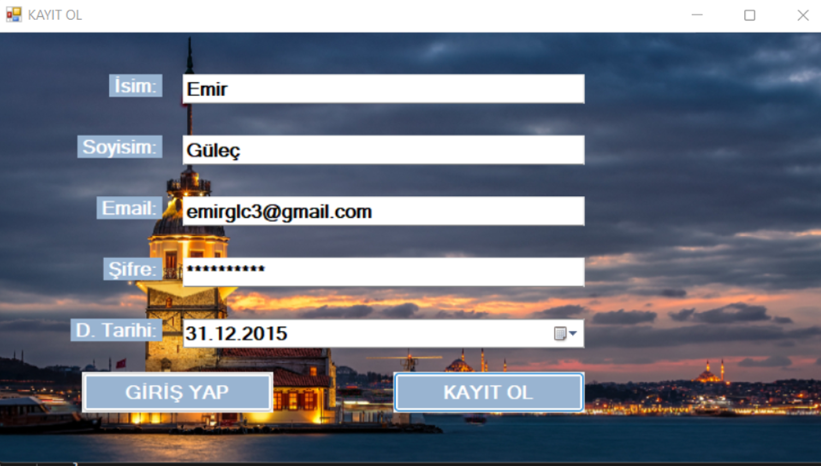 KAYIT OL
İsim: Emir
Soyisim: Güleç
Email: emirglc3@gmail.com
Şifre: **********
D. Tarihi: 31.12.2015
GİRİŞ YAP KAYIT OL